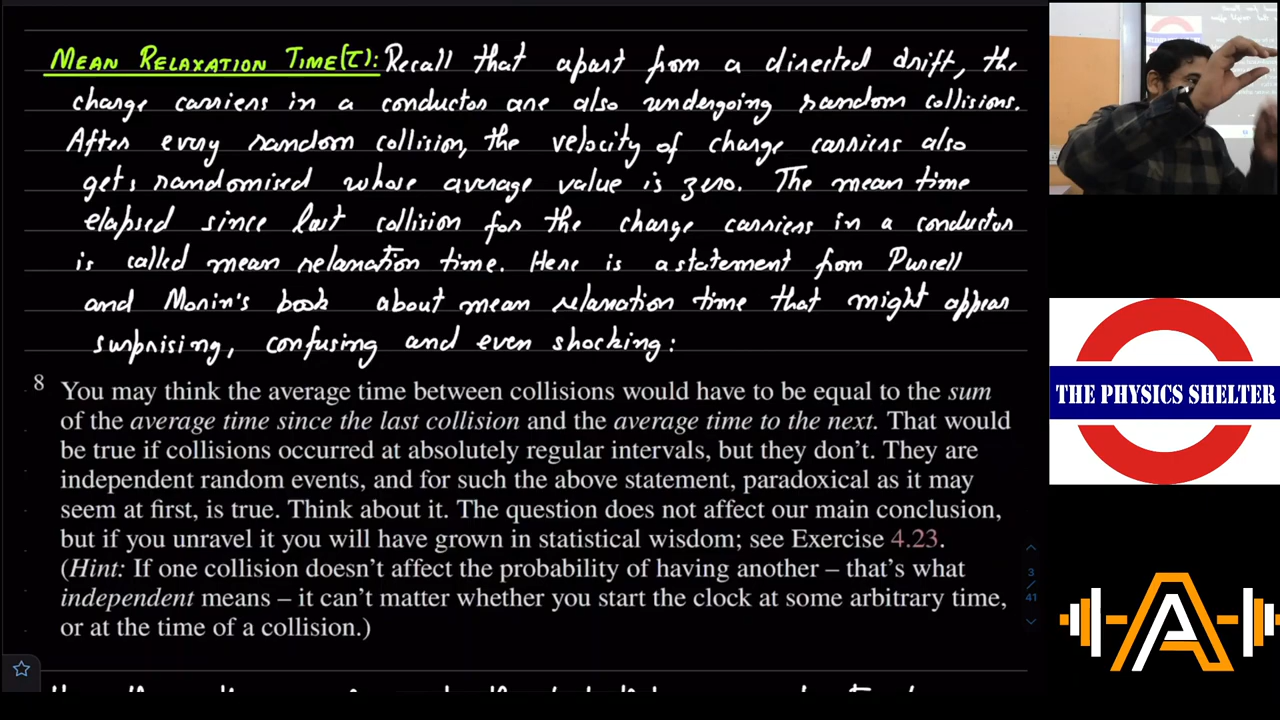 MEAN RELAXATION TIME(τ): Recall that apart from a directed drift, the
charge carriers in a conductor are also undergoing random collisions.
After every random collision, the velocity of charge carriers also
gets randomised whose average value is zero. The mean time
elapsed since last collision for the charge carriers in a conductor
is called mean relaxation time. Here is a statement from Purcell
and Morin's book about mean relaxation time that might appear
surprising, confusing and even shocking:
8 You may think the average time between collisions would have to be equal to the sum
of the average time since the last collision and the average time to the next. That would
be true if collisions occurred at absolutely regular intervals, but they don't. They are
independent random events, and for such the above statement, paradoxical as it may
seem at first, is true. Think about it. The question does not affect our main conclusion,
but if you unravel it you will have grown in statistical wisdom; see Exercise 4.23.
(Hint: If one collision doesn't affect the probability of having another – that's what
independent means – it can't matter whether you start the clock at some arbitrary time,
or at the time of a collision.)
3
/
41
THE PHYSICS SHELTER
A